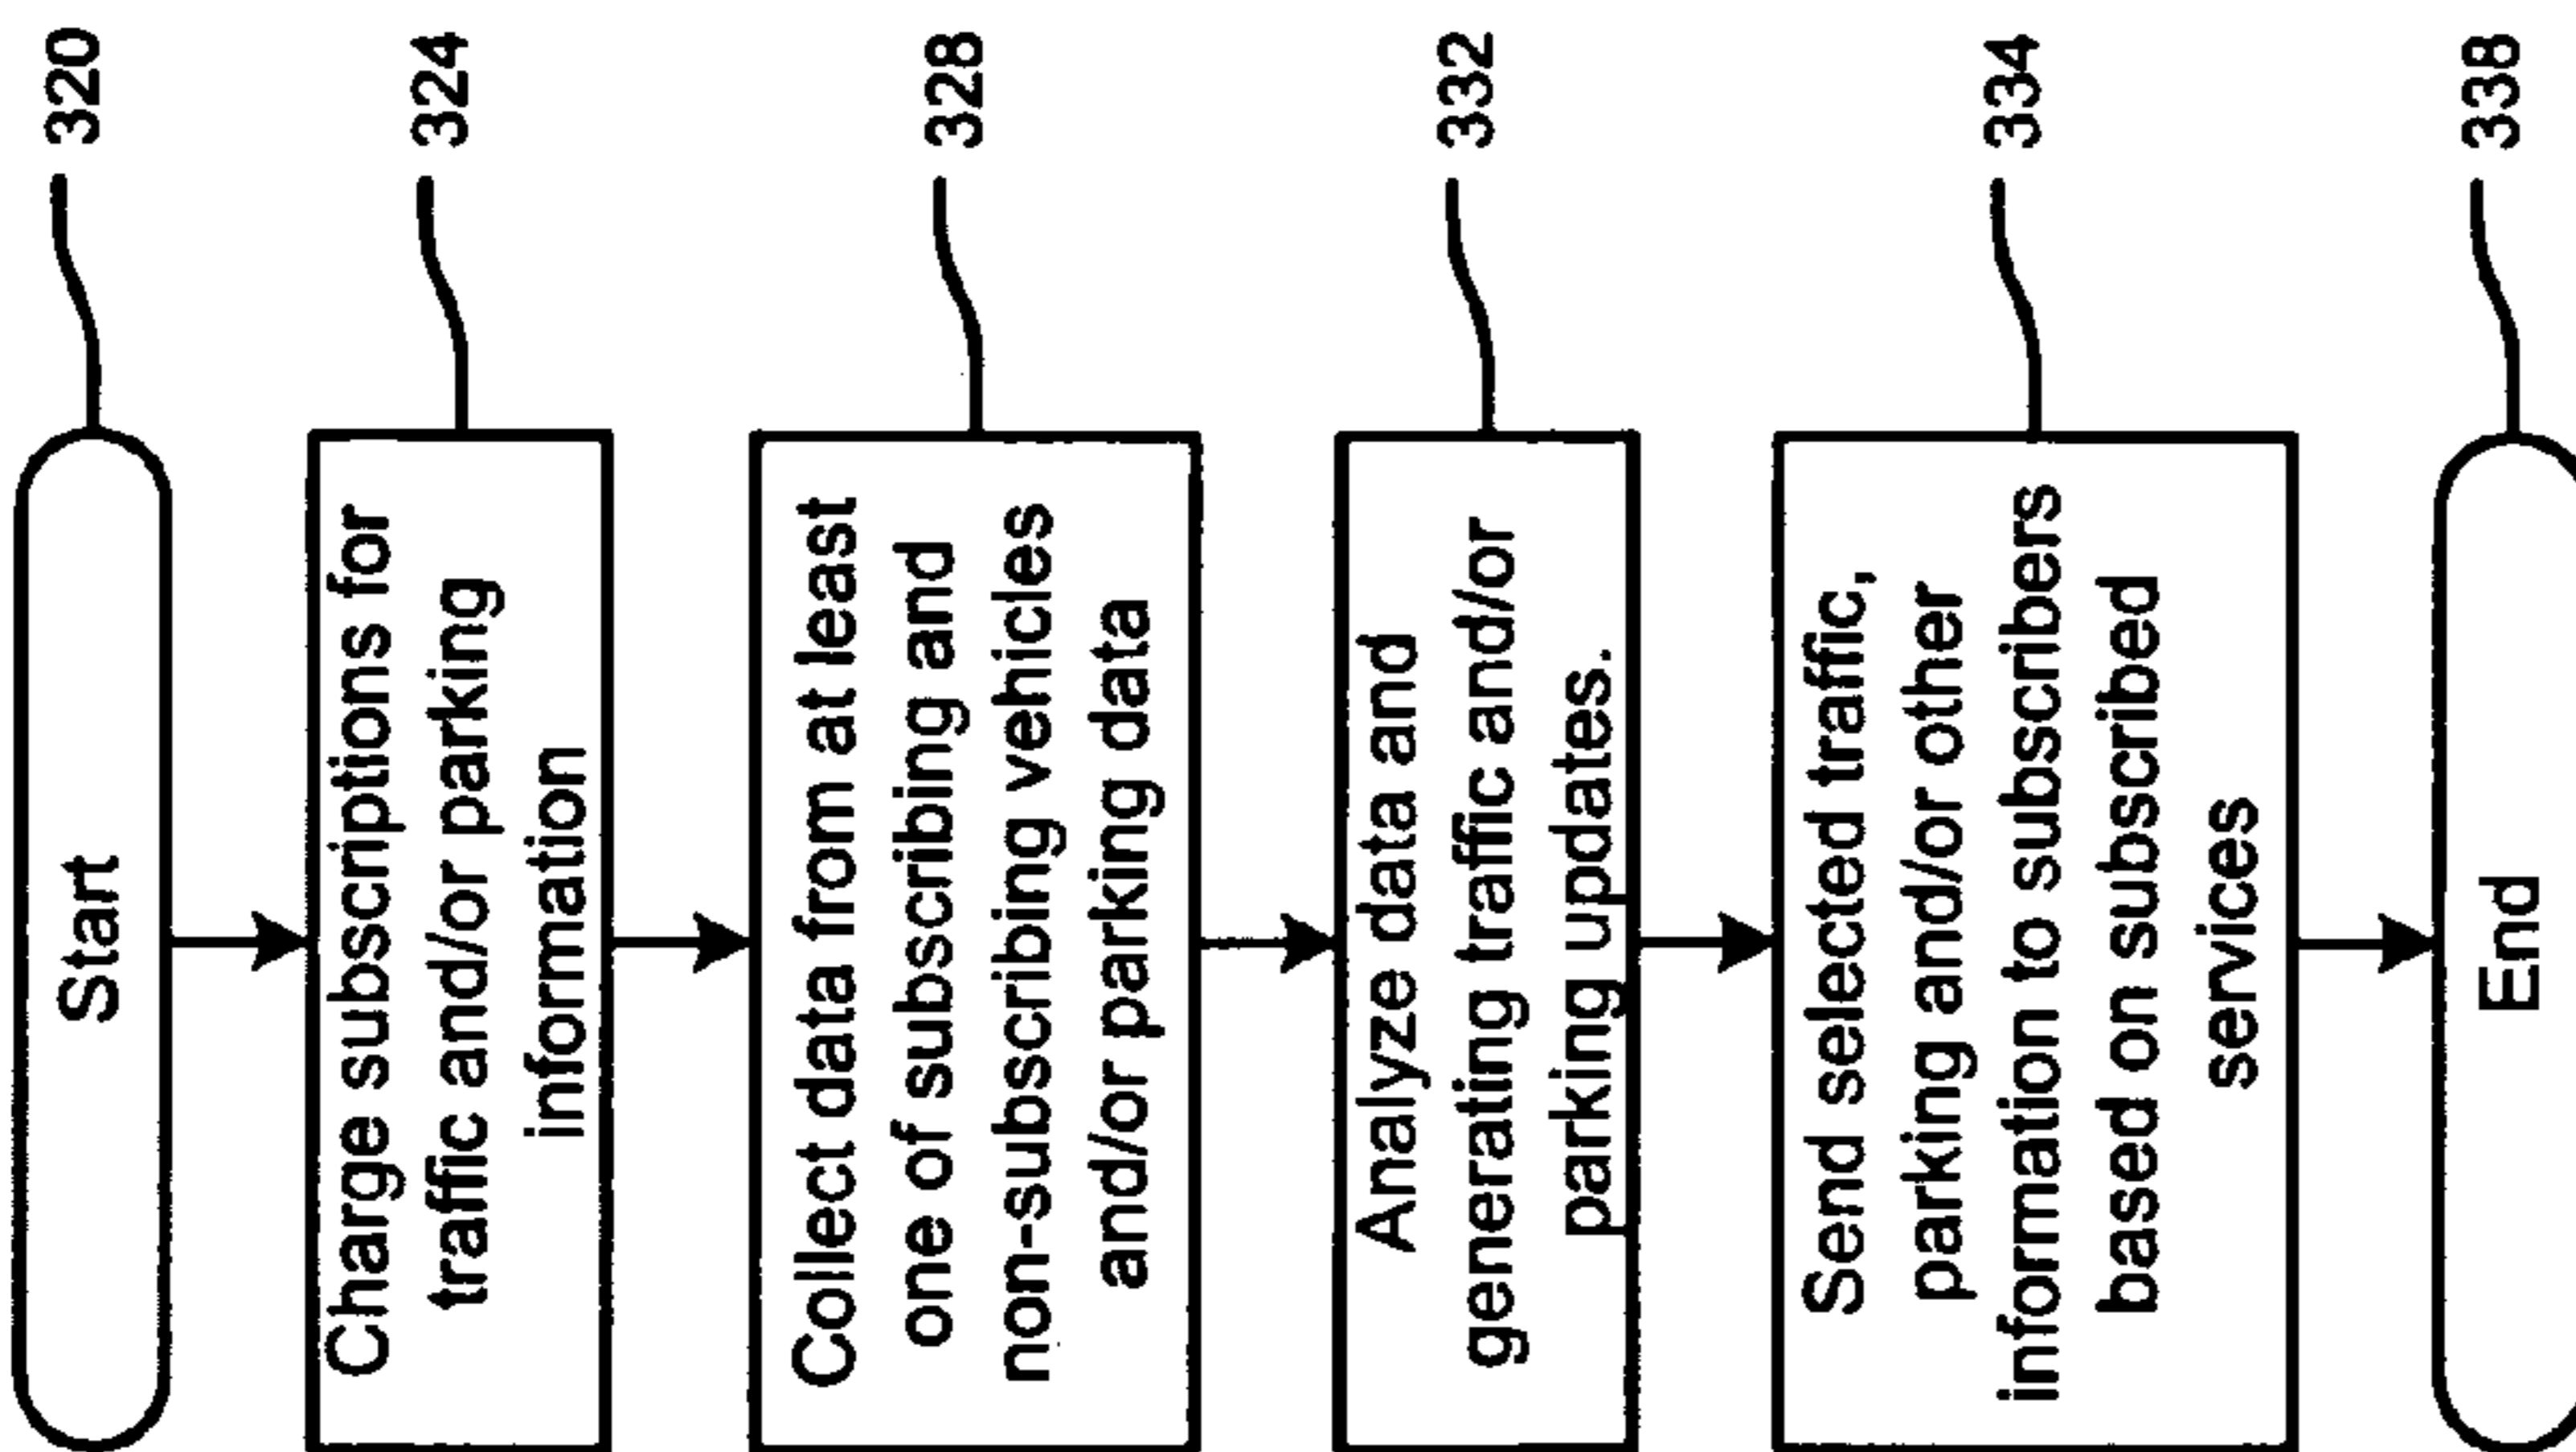 Start
320
Charge subscriptions for
traffic and/or parking
information
324
Collect data from at least
one of subscribing and
non-subscribing vehicles
and/or parking data
328
Analyze data and
generating traffic and/or
parking updates.
332
Send selected traffic,
parking and/or other
information to subscribers
based on subscribed
services
334
End
338